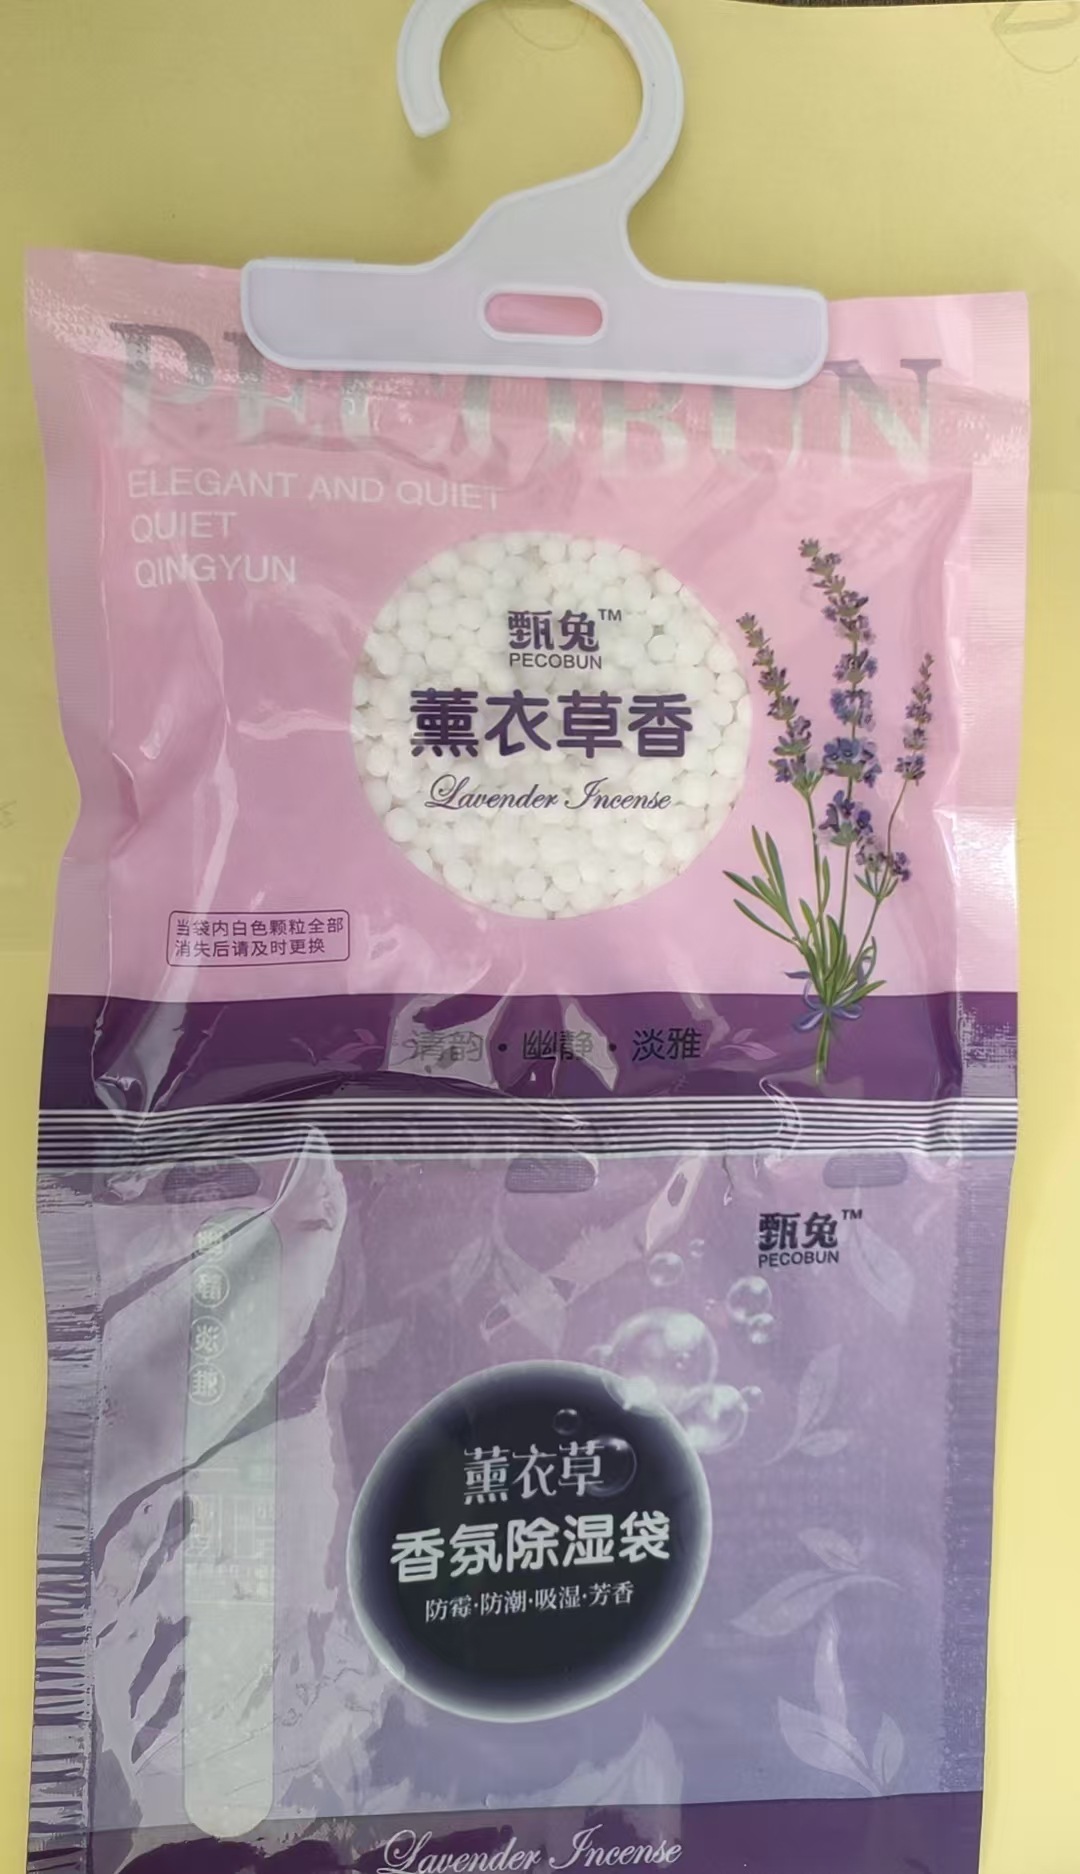 PECOBUN
ELEGANT AND QUIET
QUIET
QINGYUN
甄兔™
PECOBUN
薰衣草香
Lavender Incense
当袋内白色颗粒全部
消失后请及时更换
清韵·幽静·淡雅
甄兔™
PECOBUN
薰衣草
香氛除湿袋
防霉·防潮·吸湿·芳香
Lavender Incense